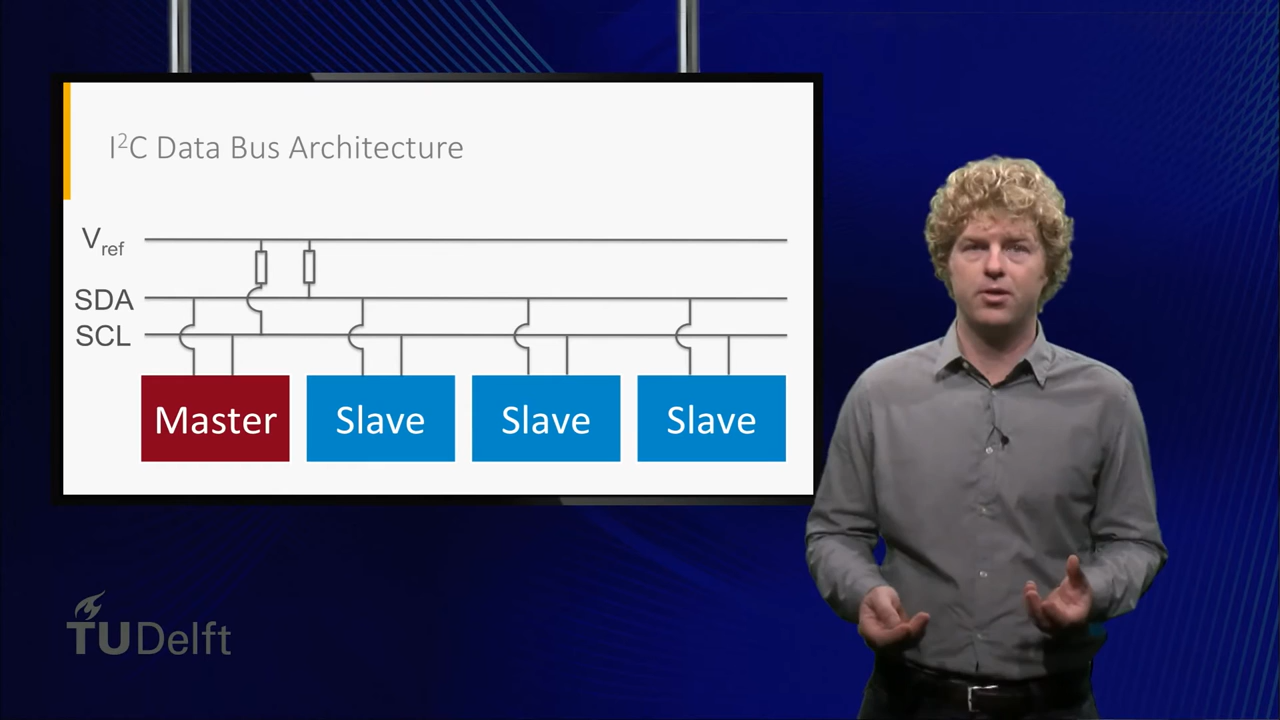 I²C Data Bus Architecture
Vref
SDA
SCL
Master Slave Slave Slave
TUDelft